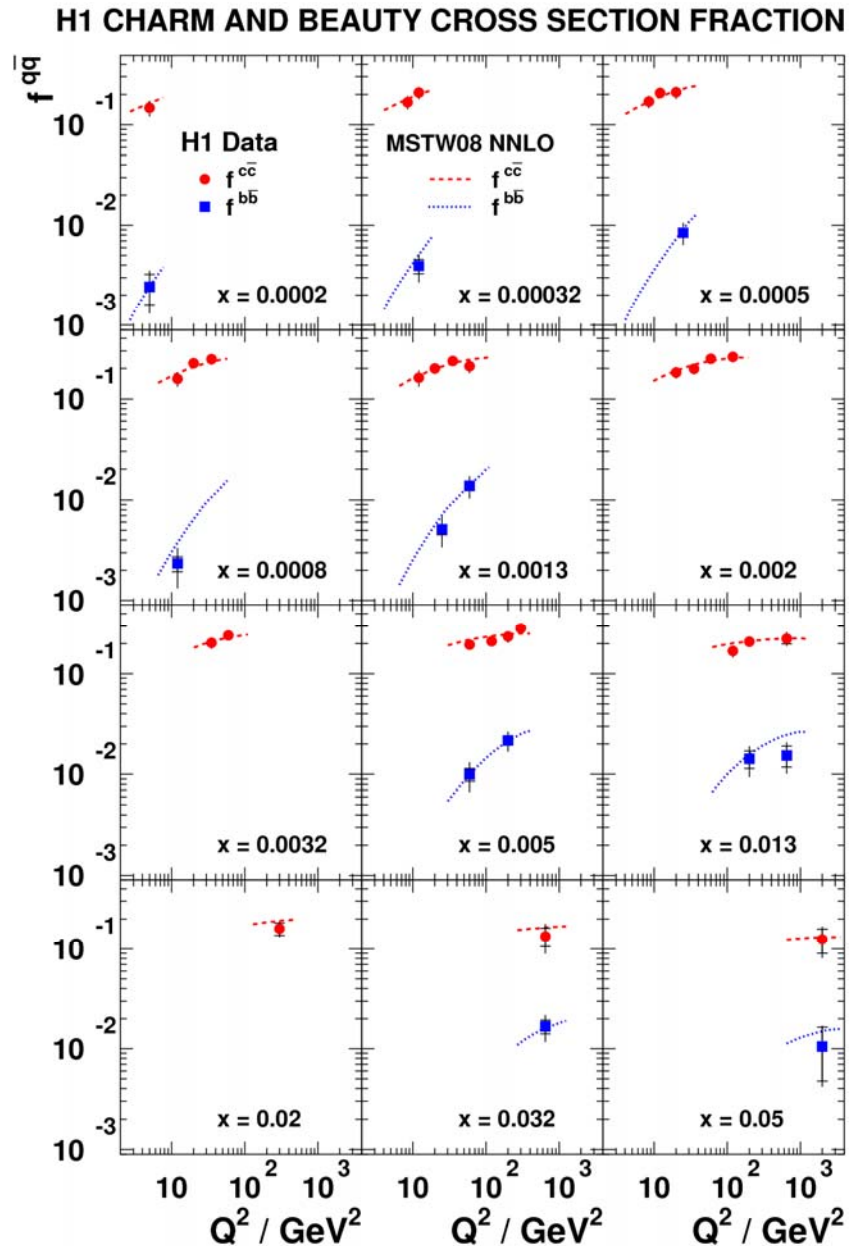 H1 CHARM AND BEAUTY CROSS SECTION FRACTION
f^{qq̅}
10^{-1}
10^{-2}
10^{-3}
H1 Data
f^{cc̅}
f^{bb̅}
MSTW08 NNLO
f^{cc̅}
f^{bb̅}
x = 0.0002
x = 0.00032
x = 0.0005
10^{-1}
10^{-2}
10^{-3}
x = 0.0008
x = 0.0013
x = 0.002
10^{-1}
10^{-2}
10^{-3}
x = 0.0032
x = 0.005
x = 0.013
10^{-1}
10^{-2}
10^{-3}
x = 0.02
x = 0.032
x = 0.05
10 10^2 10^3 10 10^2 10^3 10 10^2 10^3
Q^2 / GeV^2 Q^2 / GeV^2 Q^2 / GeV^2